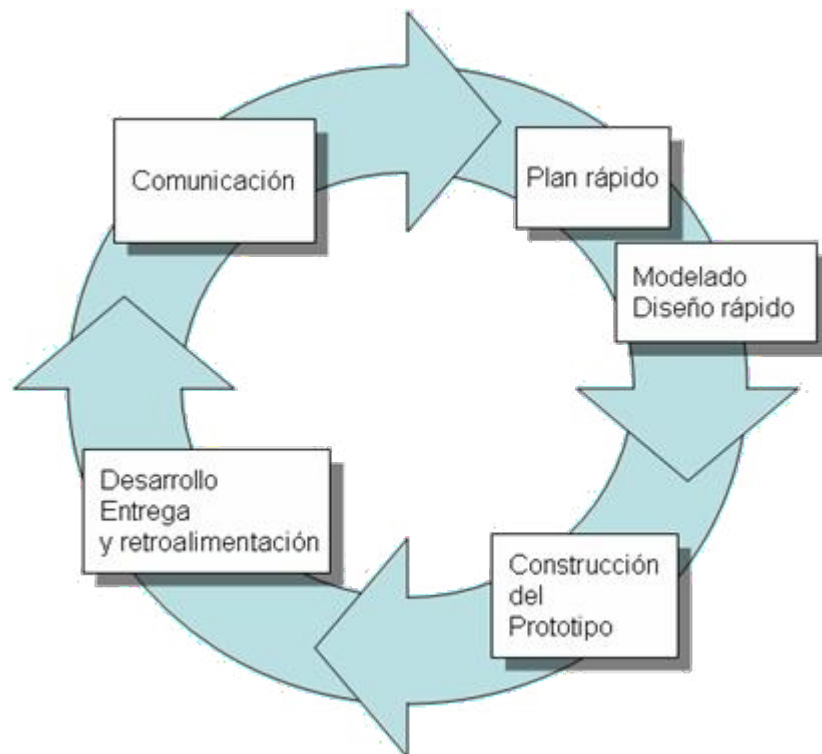 Comunicación
Plan rápido
Modelado
Diseño rápido
Construcción
del
Prototipo
Desarrollo
Entrega
y retroalimentación